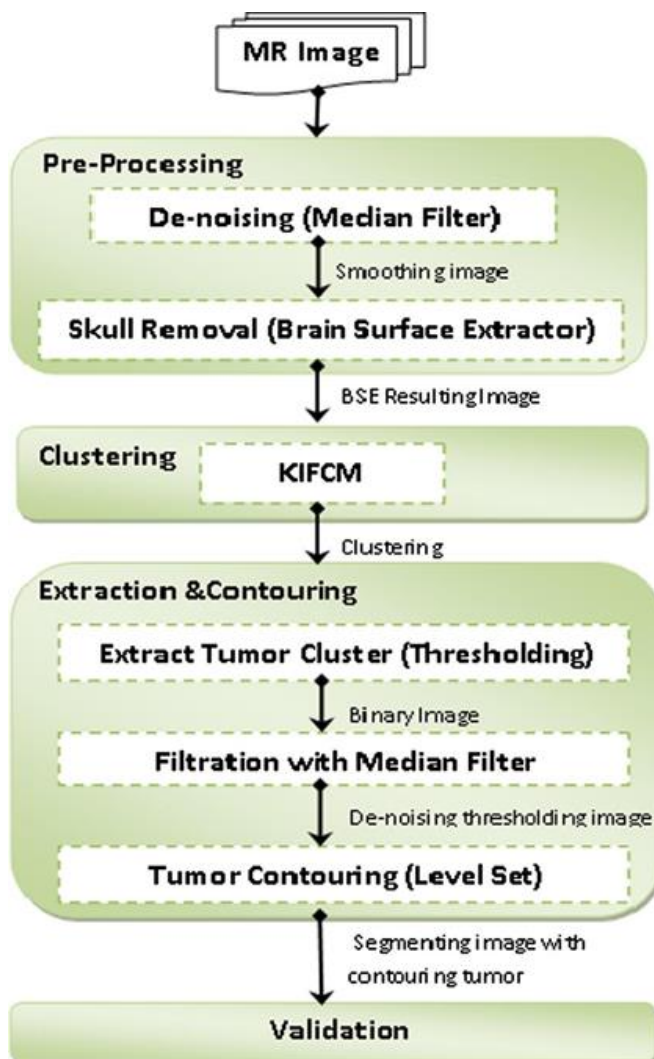 MR Image
Pre-Processing
De-noising (Median Filter)
Smoothing image
Skull Removal (Brain Surface Extractor)
BSE Resulting Image
Clustering
KIFCM
Clustering
Extraction &Contouring
Extract Tumor Cluster (Thresholding)
Binary Image
Filtration with Median Filter
De-noising thresholding image
Tumor Contouring (Level Set)
Segmenting image with
contouring tumor
Validation